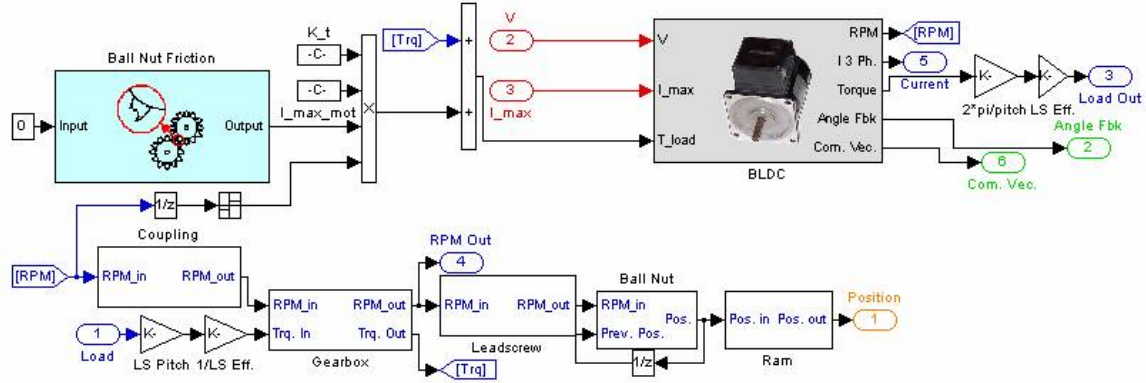 Ball Nut Friction
0
Input
Output
K_t
-C-
-C-
I_max_mot
×
[Trq]
+
+
V
2
3
I_max
V
I_max
T_load
RPM
I 3 Ph.
Torque
Angle Fbk
Com. Vec.
BLDC
[RPM]
5
Current
K-
K-
2*pi/pitch
LS Eff.
3
Load Out
Angle Fbk
2
6
Com. Vec.
1/z
Coupling
[RPM]
RPM_in
RPM_out
1
Load
K-
K-
LS Pitch
1/LS Eff.
RPM_in
RPM_out
Trq. In
Trq. Out
Gearbox
RPM Out
4
[Trq]
RPM_in
RPM_out
Leadscrew
Ball Nut
RPM_in
Pos.
Prev. Pos.
1/z
Pos. in
Pos. out
Ram
Position
1